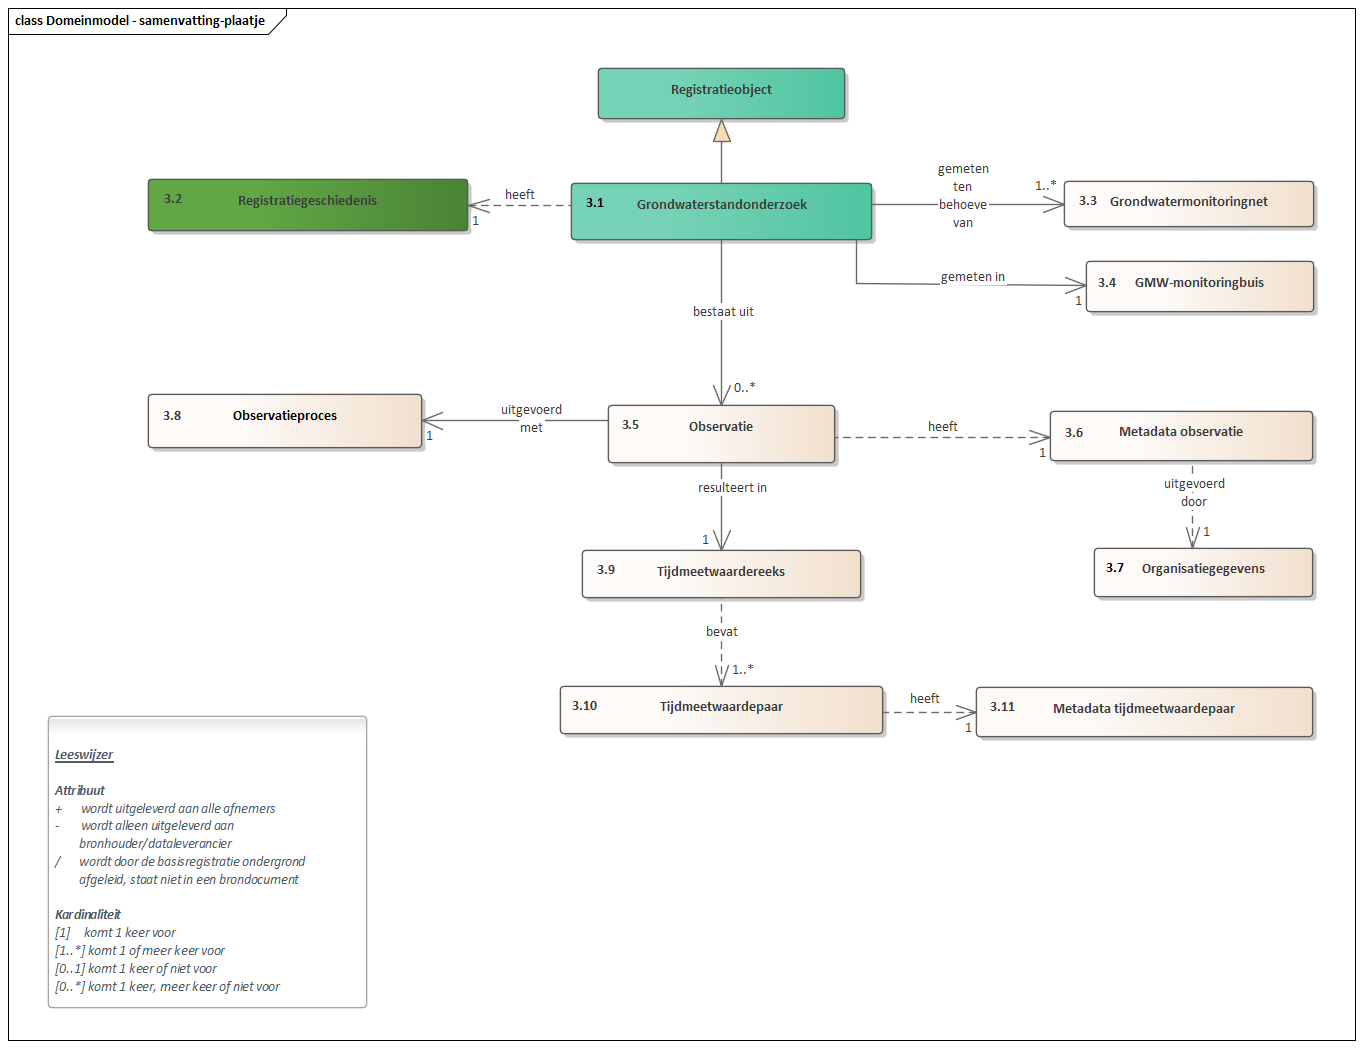 class Domeinmodel - samenvatting-plaatje
Registratieobject
3.2 Registratiegeschiedenis
heeft
1
3.1 Grondwaterstandonderzoek
gemeten
ten
behoeve
van
1..*
3.3 Grondwatermonitoringnet
gemeten in
1
3.4 GMW-monitoringbuis
bestaat uit
0..*
3.8 Observatieproces
uitgevoerd
met
1
3.5 Observatie
heeft
1
3.6 Metadata observatie
uitgevoerd
door
1
3.7 Organisatiegegevens
resulteert in
1
3.9 Tijdmeetwaardereeks
bevat
1..*
3.10 Tijdmeetwaardepaar
heeft
1
3.11 Metadata tijdmeetwaardepaar
Leeswijzer
Attribuut
+ wordt uitgeleverd aan alle afnemers
- wordt alleen uitgeleverd aan
bronhouder/dataleverancier
/ wordt door de basisregistratie ondergrond
afgeleid, staat niet in een brondocument
Kardinaliteit
[1] komt 1 keer voor
[1..*] komt 1 of meer keer voor
[0..1] komt 1 keer of niet voor
[0..*] komt 1 keer, meer keer of niet voor